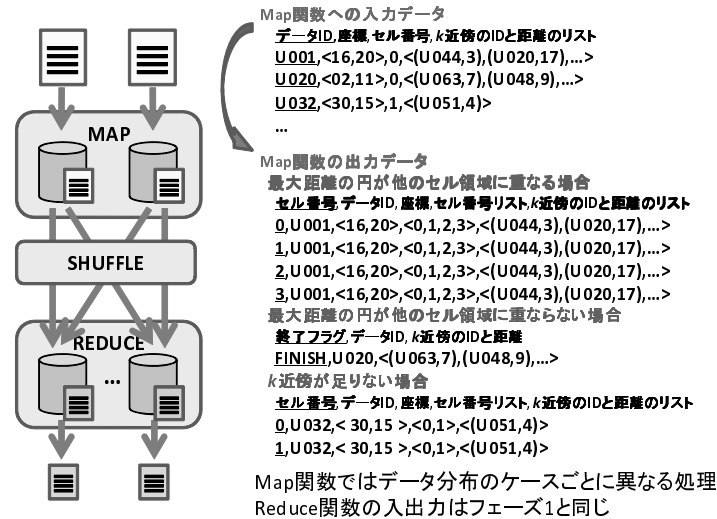 Map関数への入力データ
データID,座標,セル番号,k近傍のIDと距離のリスト
U001,<16,20>,0,<(U044,3),(U020,17),…>
U020,<02,11>,0,<(U063,7),(U048,9),…>
U032,<30,15>,1,<(U051,4)>
…
MAP
SHUFFLE
REDUCE
…
Map関数の出力データ
最大距離の円が他のセル領域に重なる場合
セル番号,データID,座標,セル番号リスト,k近傍のIDと距離のリスト
0,U001,<16,20>,<0,1,2,3>,<(U044,3),(U020,17),…>
1,U001,<16,20>,<0,1,2,3>,<(U044,3),(U020,17),…>
2,U001,<16,20>,<0,1,2,3>,<(U044,3),(U020,17),…>
3,U001,<16,20>,<0,1,2,3>,<(U044,3),(U020,17),…>
最大距離の円が他のセル領域に重ならない場合
終了フラグ,データID,k近傍のIDと距離
FINISH,U020,<(U063,7),(U048,9),…>
k近傍が足りない場合
セル番号,データID,座標,セル番号リスト,k近傍のIDと距離のリスト
0,U032,< 30,15 >,<0,1>,<(U051,4)>
1,U032,< 30,15 >,<0,1>,<(U051,4)>
Map関数ではデータ分布のケースごとに異なる処理
Reduce関数の入出力はフェーズ1と同じ